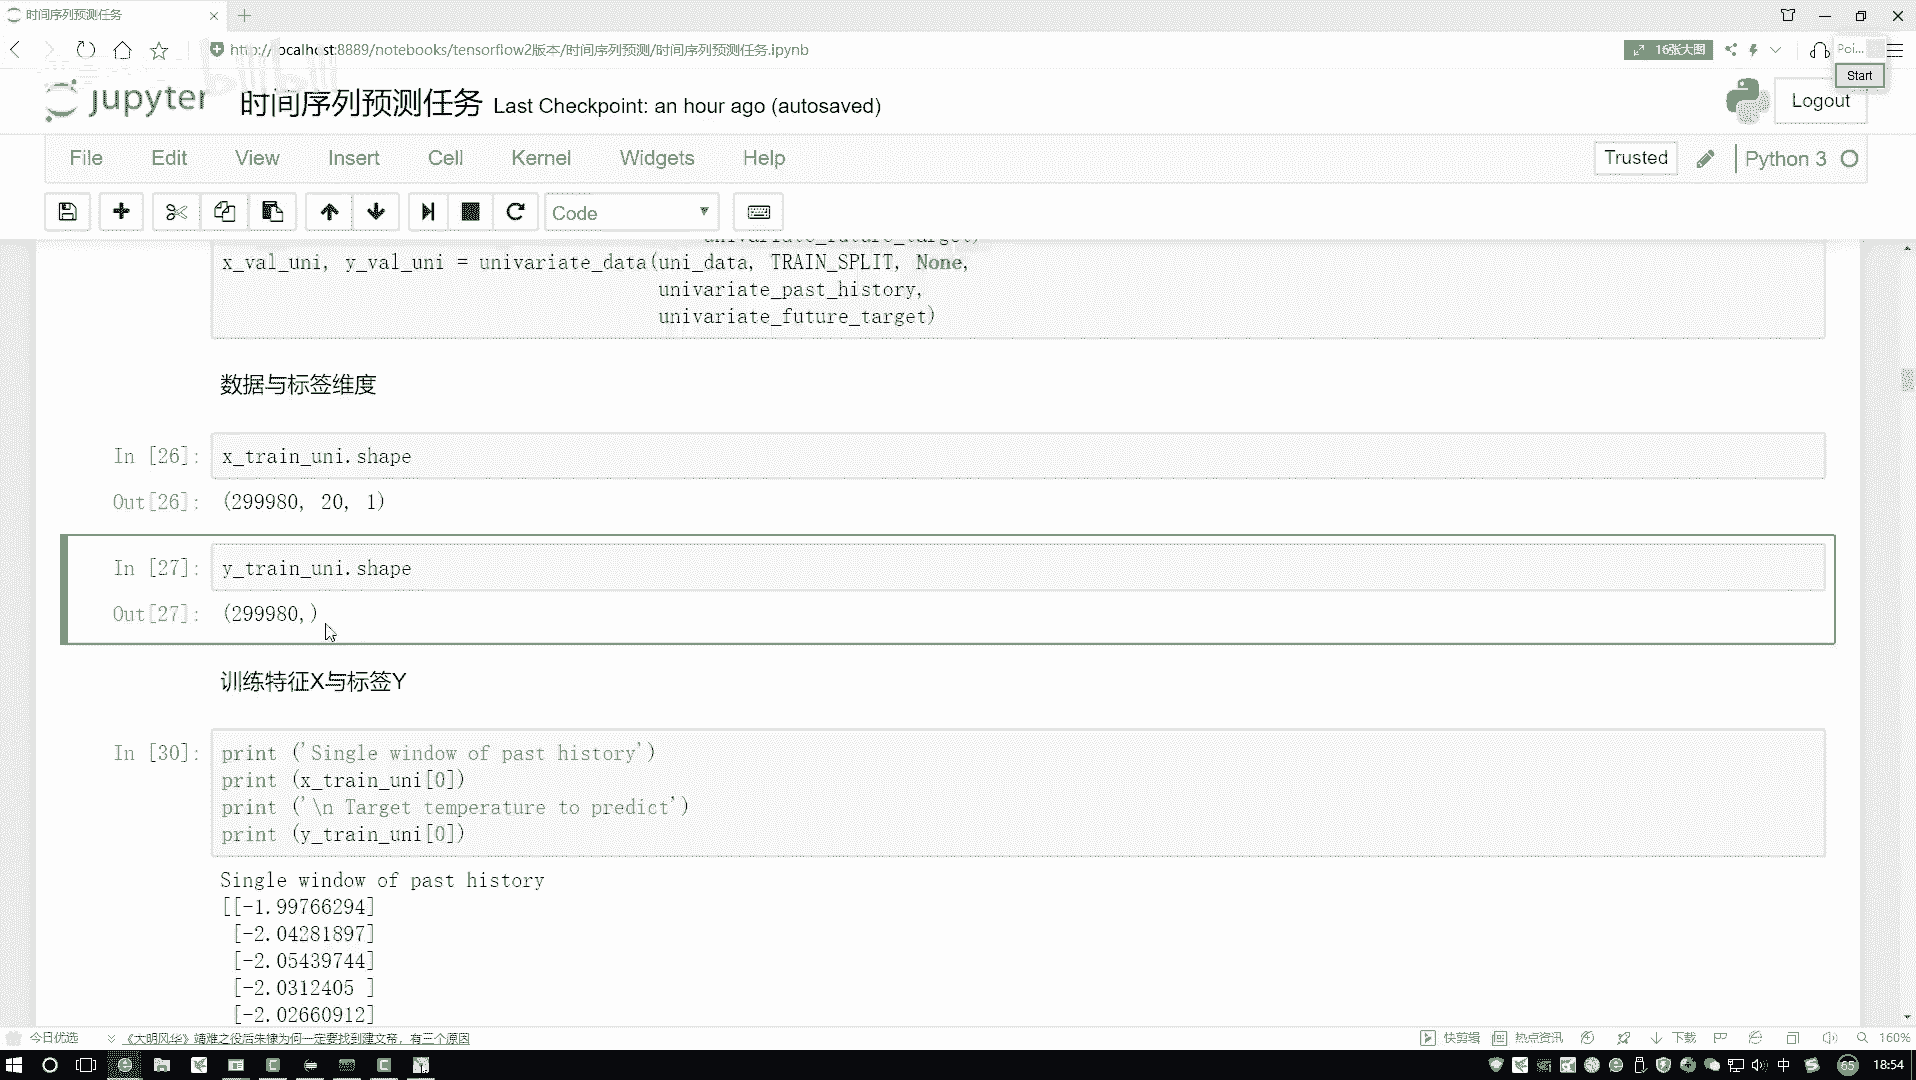 时间序列预测任务
http://localhost:8889/notebooks/tensorflow2版本/时间序列预测/时间序列预测任务.ipynb
16张大图
Poi...
Start
jupyter 时间序列预测任务 Last Checkpoint: an hour ago (autosaved)
Logout
File Edit View Insert Cell Kernel Widgets Help
Trusted Python 3
Code
univariate_future_target)
x_val_uni, y_val_uni = univariate_data(uni_data, TRAIN_SPLIT, None,
univariate_past_history,
univariate_future_target)
数据与标签维度
In [26]: x_train_uni.shape
Out[26]: (299980, 20, 1)
In [27]: y_train_uni.shape
Out[27]: (299980,)
训练特征X与标签Y
In [30]: print ('Single window of past history')
print (x_train_uni[0])
print ('\n Target temperature to predict')
print (y_train_uni[0])
Single window of past history
[[-1.99766294]
[-2.04281897]
[-2.05439744]
[-2.0312405 ]
[-2.02660912]
今日优选 《大明风华》靖难之役后朱棣为何一定要找到建文帝，有三个原因
快剪辑 热点资讯 下载 160%
中 65 18:54